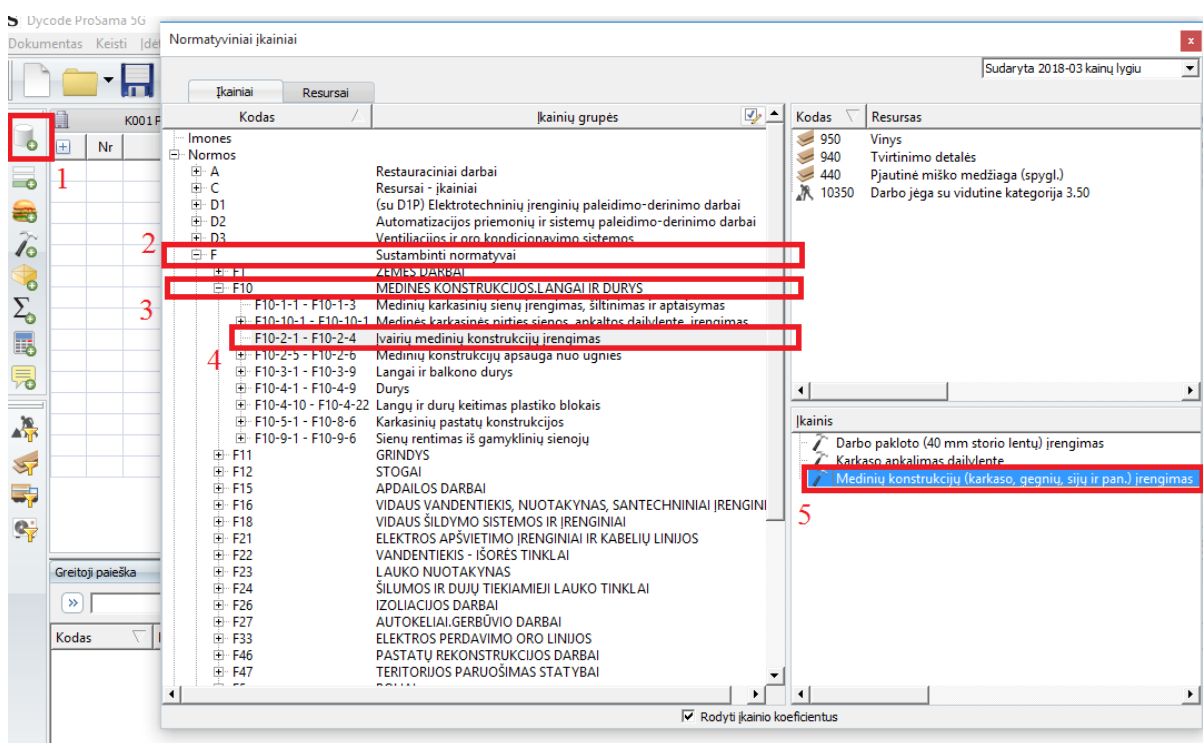 S Dycode ProSama 5G
Dokumentas Keisti Įdėt
Normatyviniai įkainiai
x
Sudaryta 2018-03 kainų lygiu
Įkainiai Resursai
K001 P
Nr
Kodas Įkainių grupės
Imones
Normos
A Restauraciniai darbai
C Resursai - įkainiai
D1 (su D1P) Elektrotechninių įrenginių paleidimo-derinimo darbai
D2 Automatizacijos priemonių ir sistemų paleidimo-derinimo darbai
D3 Ventiliacijos ir oro kondicionavimo sistemos
F Sustambinti normatyvai
F1 ŽEMĖS DARBAI
F10 MEDINĖS KONSTRUKCIJOS.LANGAI IR DURYS
F10-1-1 - F10-1-3 Medinių karkasinių sienų įrengimas, šiltinimas ir aptaisymas
F10-10-1 - F10-10-1 Medinės karkasinės pirties sienos, apkaltos dailylente, įrengimas
F10-2-1 - F10-2-4 Įvairių medinių konstrukcijų įrengimas
F10-2-5 - F10-2-6 Medinių konstrukcijų apsauga nuo ugnies
F10-3-1 - F10-3-9 Langai ir balkono durys
F10-4-1 - F10-4-9 Durys
F10-4-10 - F10-4-22 Langų ir durų keitimas plastiko blokais
F10-5-1 - F10-8-6 Karkasinių pastatų konstrukcijos
F10-9-1 - F10-9-6 Sienų rentimas iš gamyklinių sienojų
F11 GRINDYS
F12 STOGAI
F15 APDAILOS DARBAI
F16 VIDAUS VANDENTIEKIS, NUOTAKYNAS, SANTECHNINIAI ĮRENGINI
F18 VIDAUS ŠILDYMO SISTEMOS IR ĮRENGINIAI
F21 ELEKTROS APŠVIETIMO ĮRENGINIAI IR KABELIŲ LINIJOS
F22 VANDENTIEKIS - IŠORĖS TINKLAI
F23 LAUKO NUOTAKYNAS
F24 ŠILUMOS IR DUJŲ TIEKIAMIEJI LAUKO TINKLAI
F26 IZOLIACIJOS DARBAI
F27 AUTOKELIAI.GERBŪVIO DARBAI
F33 ELEKTROS PERDAVIMO ORO LINIJOS
F46 PASTATŲ REKONSTRUKCIJOS DARBAI
F47 TERITORIJOS PARUOŠIMAS STATYBAI
Kodas Resursas
950 Vinys
940 Tvirtinimo detalės
440 Pjautinė miško medžiaga (spygl.)
10350 Darbo jėga su vidutine kategorija 3.50
Įkainis
Darbo pakloto (40 mm storio lentų) įrengimas
Karkaso apkalimas dailylente
Medinių konstrukcijų (karkaso, gegnių, sijų ir pan.) įrengimas
1
2
3
4
5
Greitoji paieška
Kodas
Rodyti įkainio koeficientus